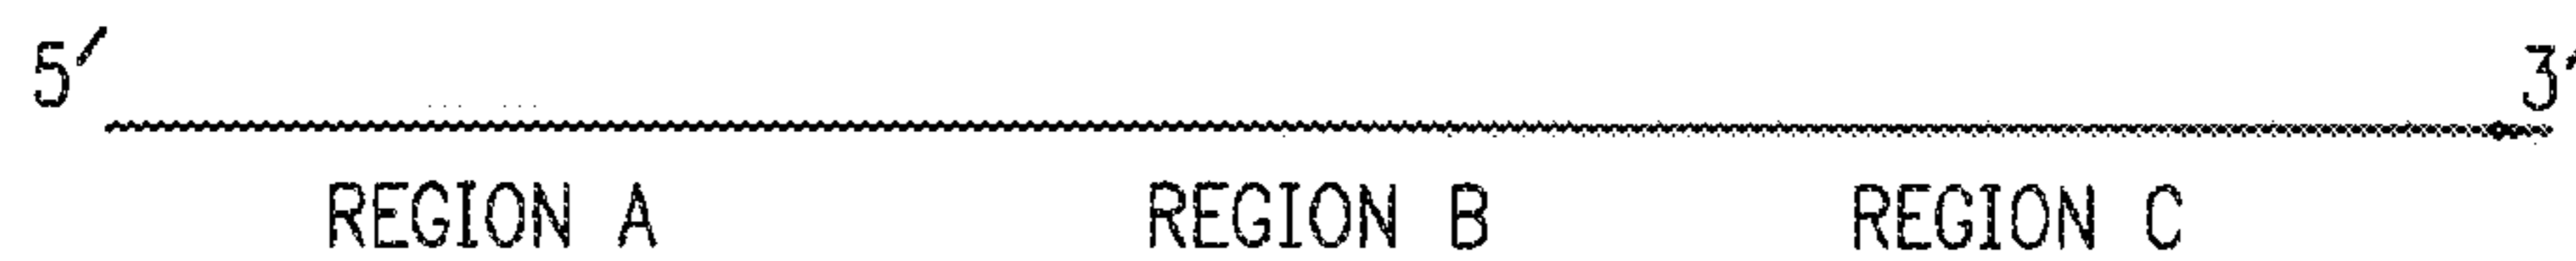 5′ 3′
REGION A REGION B REGION C